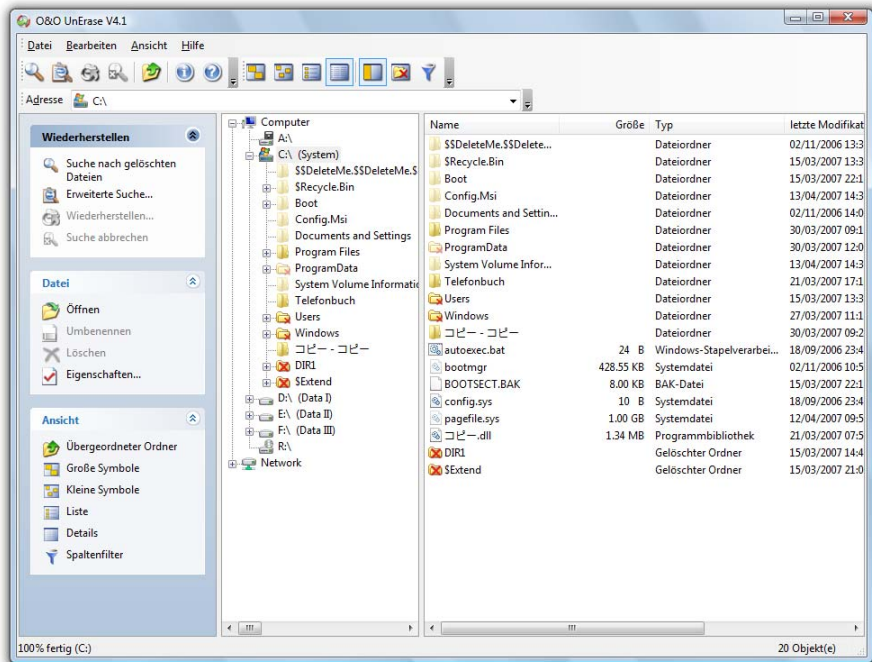 O&O UnErase V4.1
Datei Bearbeiten Ansicht Hilfe
Adresse C:\
Wiederherstellen
Suche nach gelöschten
Dateien
Erweiterte Suche...
Wiederherstellen...
Suche abbrechen
Datei
Öffnen
Umbenennen
Löschen
Eigenschaften...
Ansicht
Übergeordneter Ordner
Große Symbole
Kleine Symbole
Liste
Details
Spaltenfilter
Computer
A:\
C:\ (System)
$$DeleteMe.$$DeleteMe.$
$Recycle.Bin
Boot
Config.Msi
Documents and Settings
Program Files
ProgramData
System Volume Informatic
Telefonbuch
Users
Windows
コピー - コピー
DIR1
$Extend
D:\ (Data I)
E:\ (Data II)
F:\ (Data III)
R:\
Network
Name Größe Typ letzte Modifikat
$$DeleteMe.$$Delete... Dateiordner 02/11/2006 13:3
$Recycle.Bin Dateiordner 15/03/2007 13:3
Boot Dateiordner 15/03/2007 22:1
Config.Msi Dateiordner 13/04/2007 14:3
Documents and Settin... Dateiordner 02/11/2006 14:0
Program Files Dateiordner 30/03/2007 09:1
ProgramData Dateiordner 30/03/2007 12:0
System Volume Infor... Dateiordner 13/04/2007 14:3
Telefonbuch Dateiordner 21/03/2007 17:1
Users Dateiordner 15/03/2007 13:3
Windows Dateiordner 27/03/2007 11:1
コピー - コピー Dateiordner 30/03/2007 09:2
autoexec.bat 24 B Windows-Stapelverarbei... 18/09/2006 23:4
bootmgr 428.55 KB Systemdatei 02/11/2006 10:5
BOOTSECT.BAK 8.00 KB BAK-Datei 15/03/2007 22:1
config.sys 10 B Systemdatei 18/09/2006 23:4
pagefile.sys 1.00 GB Systemdatei 12/04/2007 09:5
コピー.dll 1.34 MB Programmbibliothek 21/03/2007 07:5
DIR1 Gelöschter Ordner 15/03/2007 14:4
$Extend Gelöschter Ordner 15/03/2007 21:0
100% fertig (C:)
20 Objekt(e)